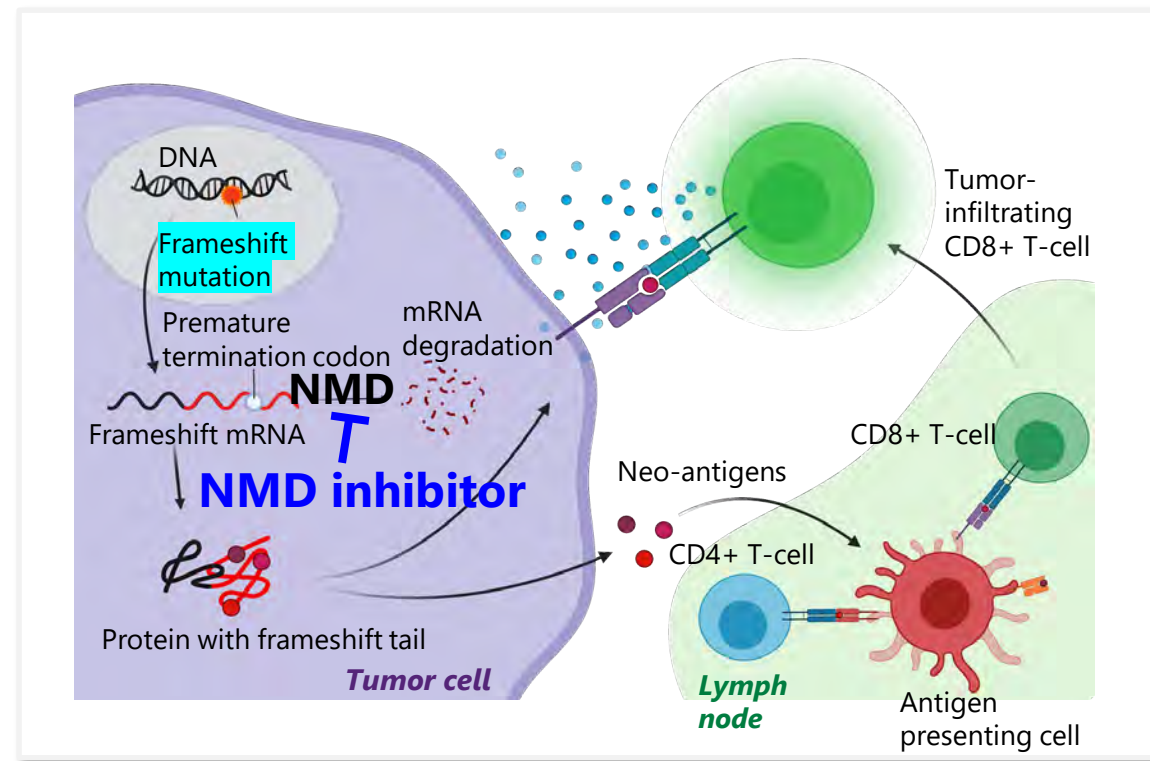 DNA
Frameshift
mutation
Premature
termination codon
mRNA
degradation
NMD
Frameshift mRNA
NMD inhibitor
Protein with frameshift tail
Tumor cell
Tumor-
infiltrating
CD8+ T-cell
CD8+ T-cell
Neo-antigens
CD4+ T-cell
Lymph
node
Antigen
presenting cell